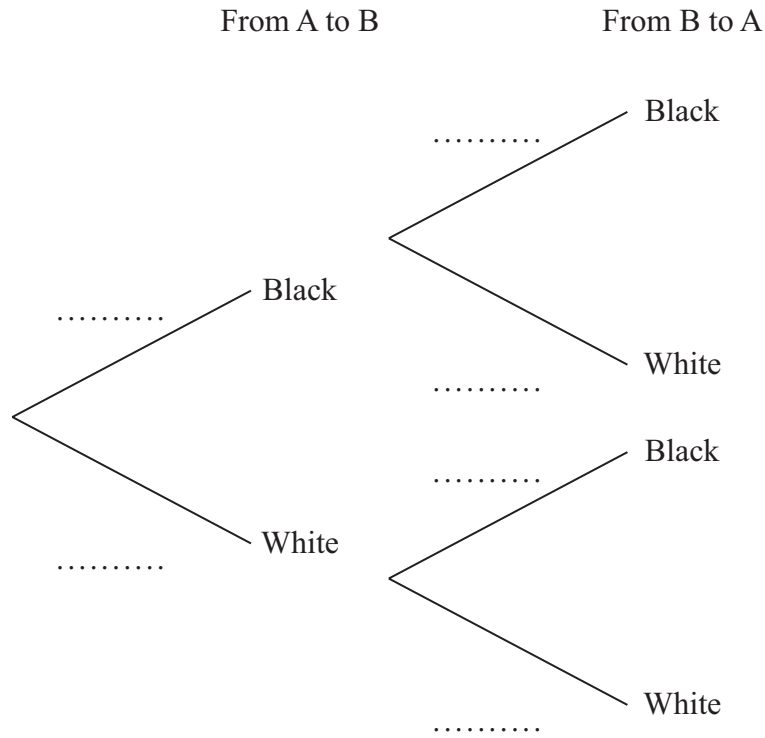 From A to B From B to A
Black
..........
Black
..........
White
..........
Black
..........
White
..........
White
..........